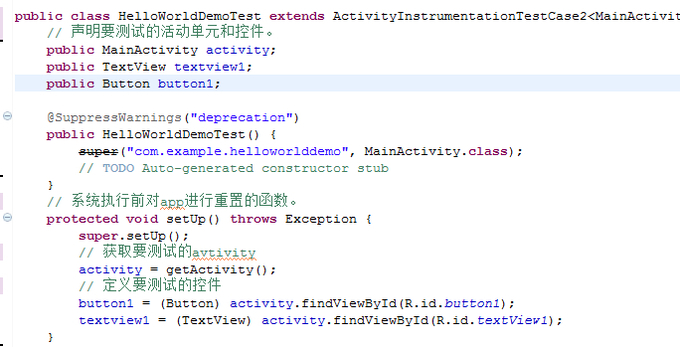 public class HelloWorldDemoTest extends ActivityInstrumentationTestCase2<MainActivit
// 声明要测试的活动单元和控件。
public MainActivity activity;
public TextView textview1;
public Button button1;
@SuppressWarnings("deprecation")
public HelloWorldDemoTest() {
super("com.example.helloworlddemo", MainActivity.class);
// TODO Auto-generated constructor stub
}
// 系统执行前对app进行重置的函数。
protected void setUp() throws Exception {
super.setUp();
// 获取要测试的avtivity
activity = getActivity();
// 定义要测试的控件
button1 = (Button) activity.findViewById(R.id.button1);
textview1 = (TextView) activity.findViewById(R.id.textView1);
}